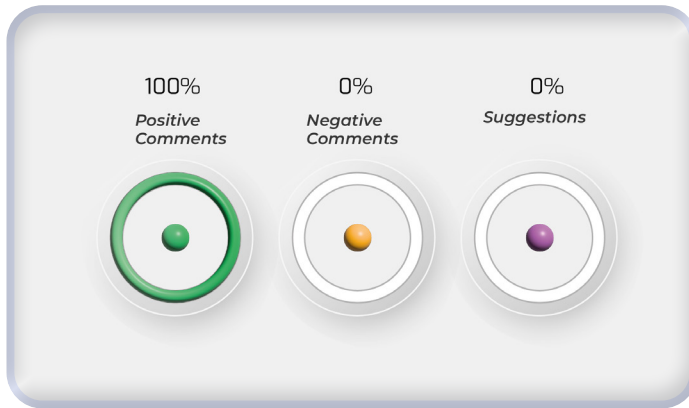 100%
Positive
Comments
0%
Negative
Comments
0%
Suggestions